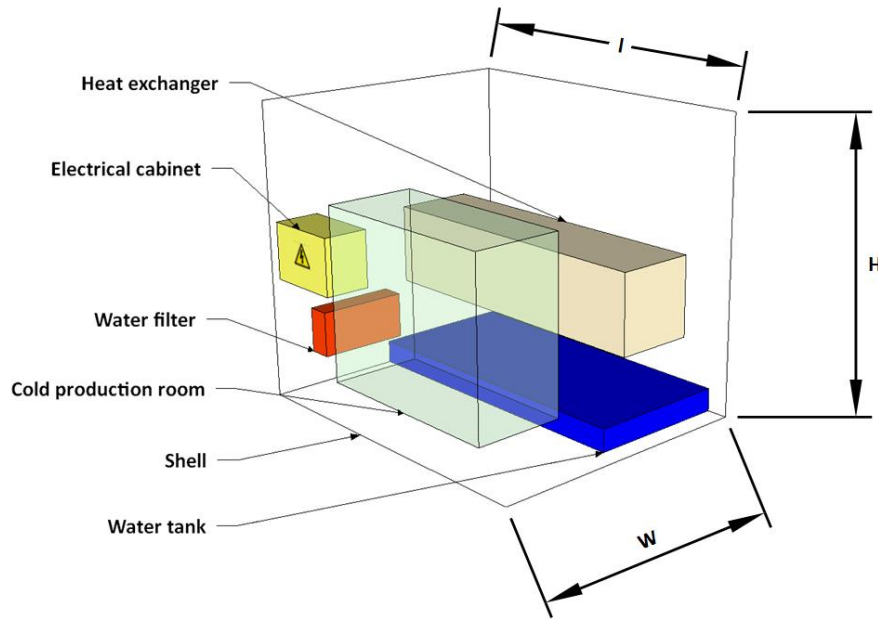 l
Heat exchanger
Electrical cabinet
H
Water filter
Cold production room
Shell
Water tank
W